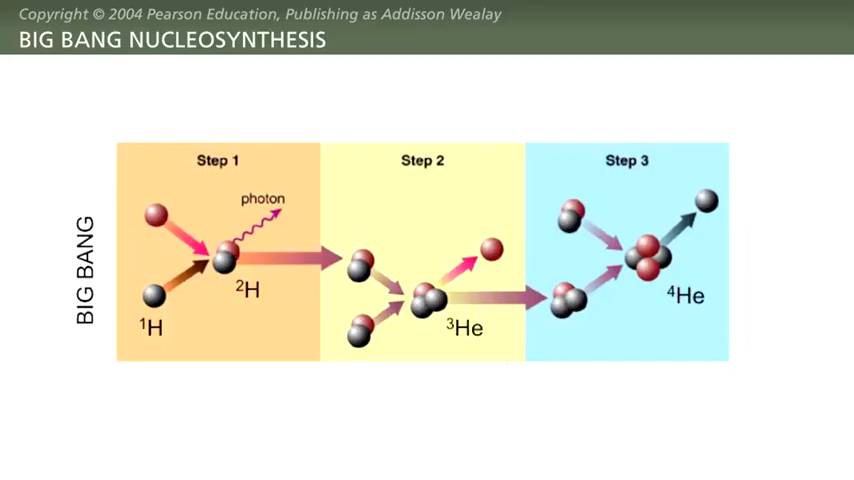 Copyright © 2004 Pearson Education, Publishing as Addisson Wealay
BIG BANG NUCLEOSYNTHESIS
Step 1
Step 2
Step 3
photon
BIG BANG
²H
⁴He
¹H
³He